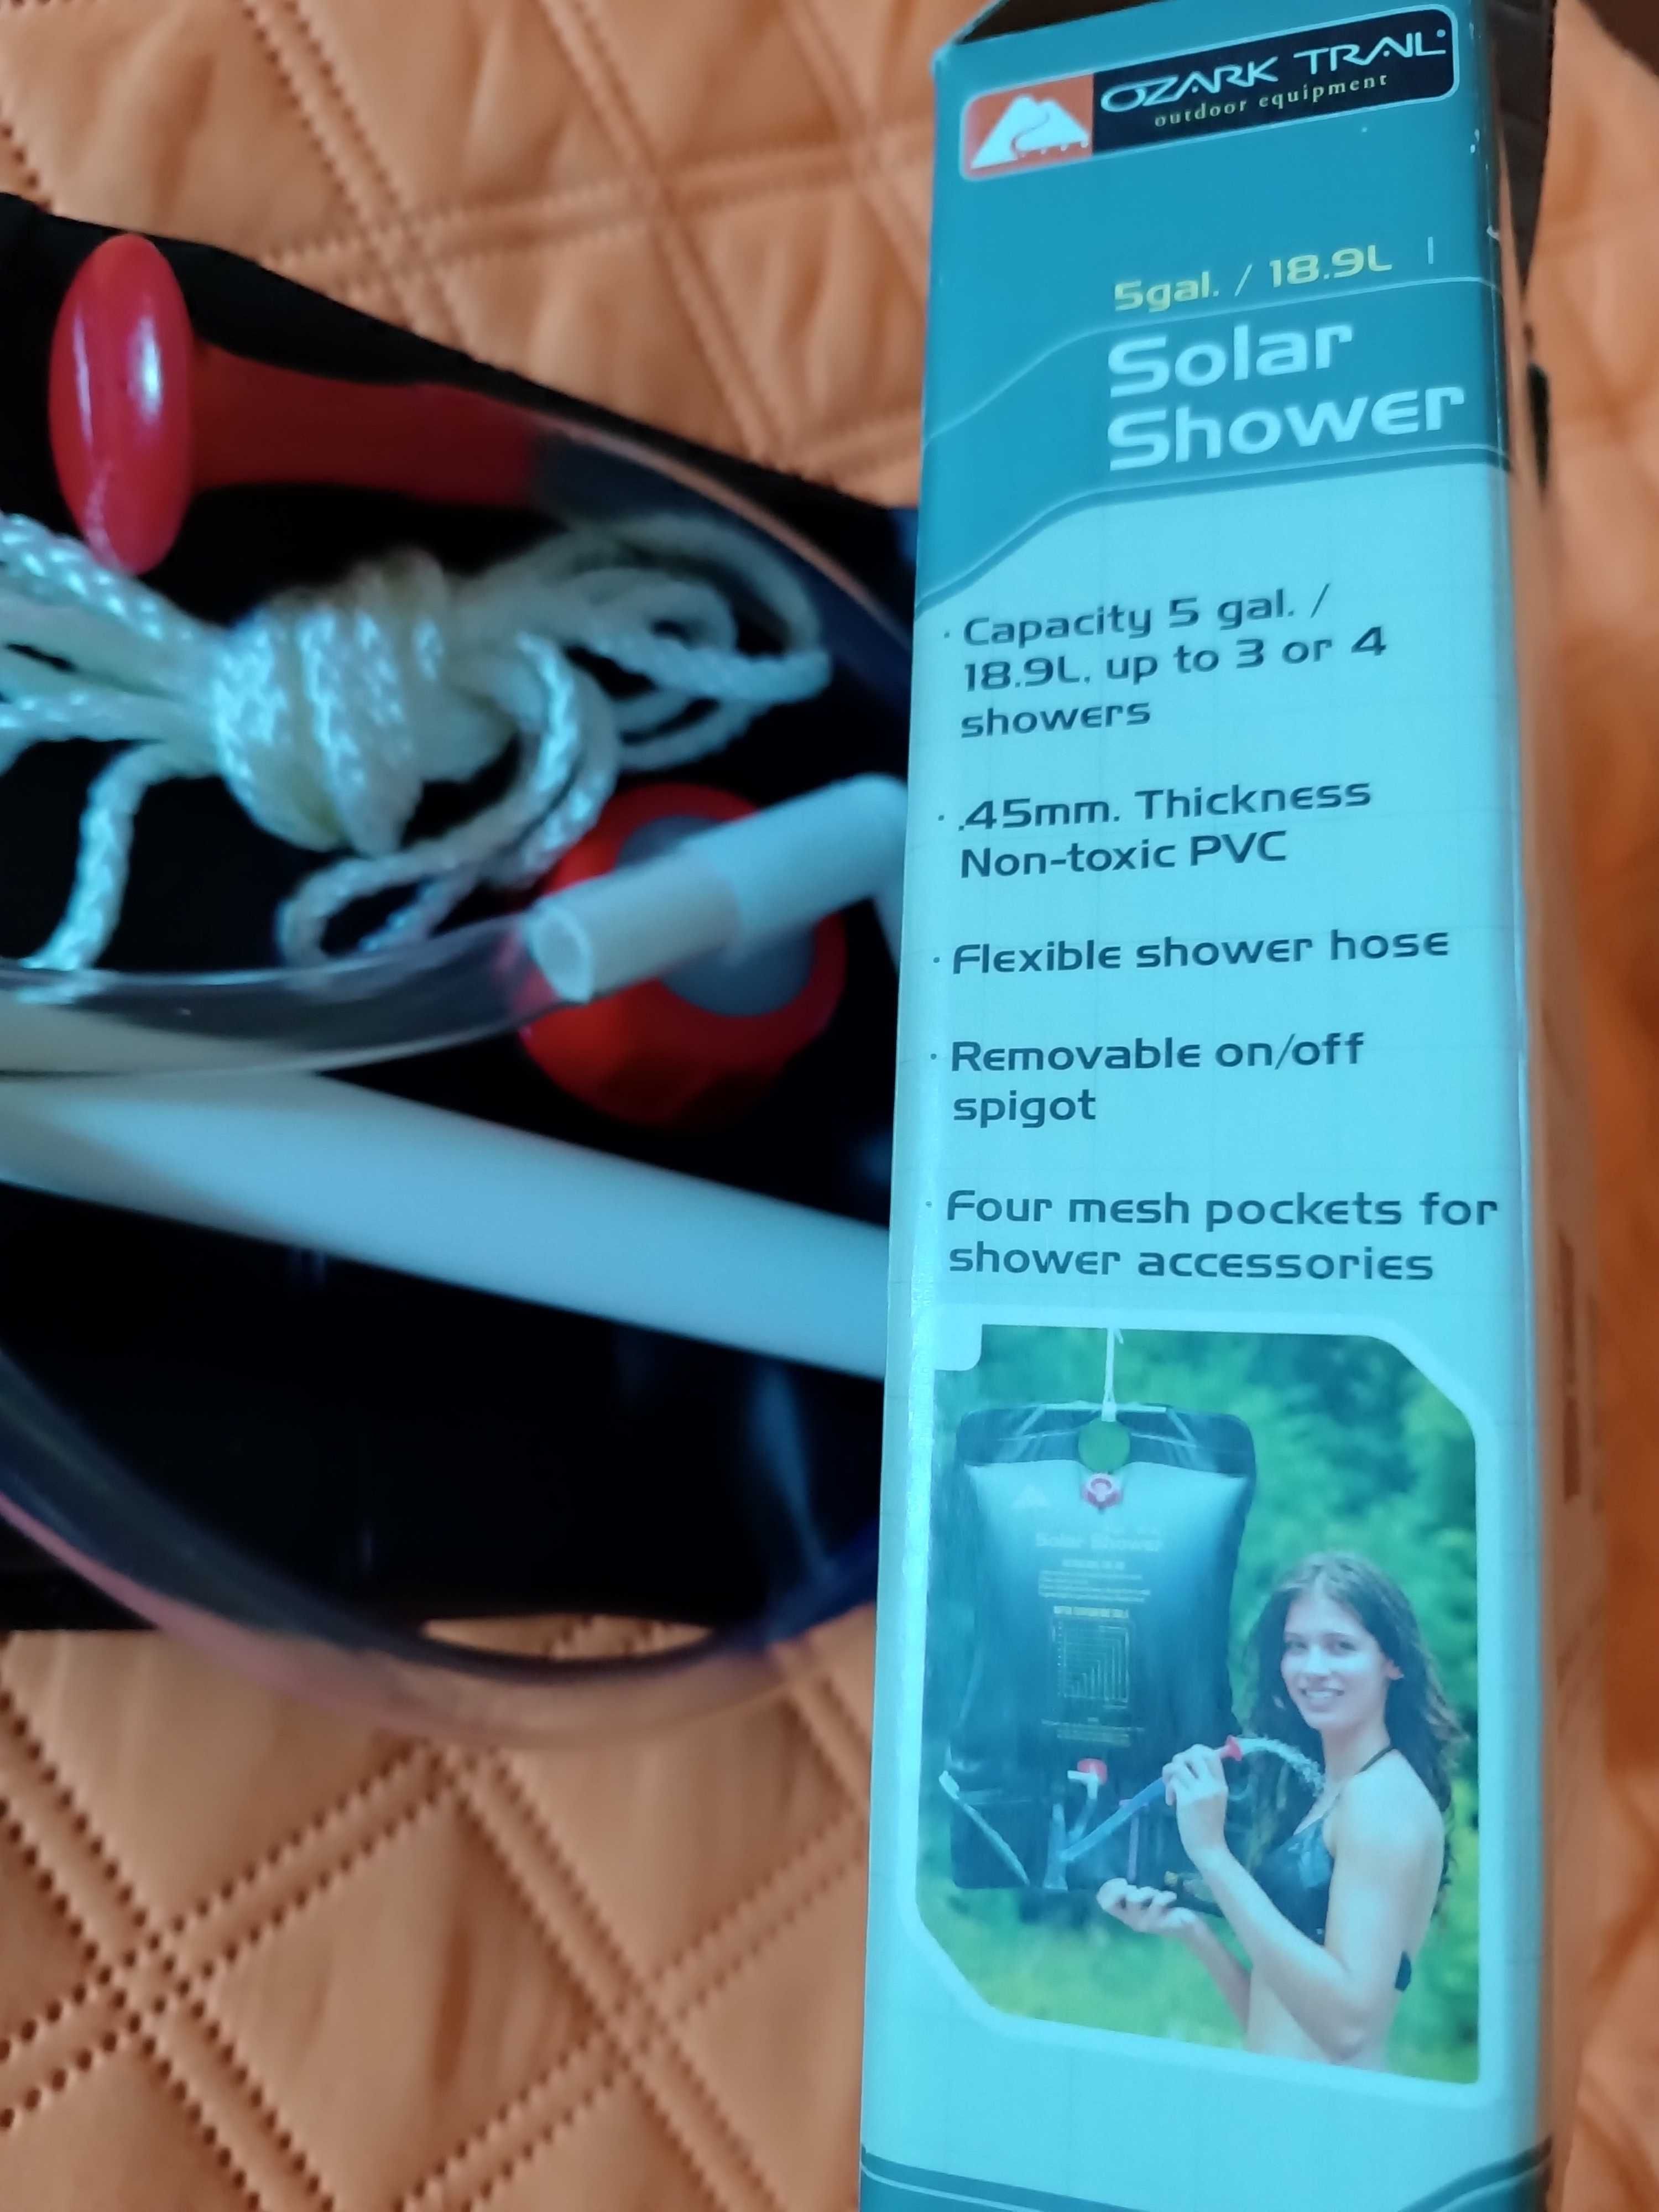 OZARK TRAIL
outdoor equipment
5gal. / 18.9L |
Solar
Shower
· Capacity 5 gal. /
18.9L, up to 3 or 4
showers
· .45mm. Thickness
Non-toxic PVC
· Flexible shower hose
· Removable on/off
spigot
· Four mesh pockets for
shower accessories
Solar Shower